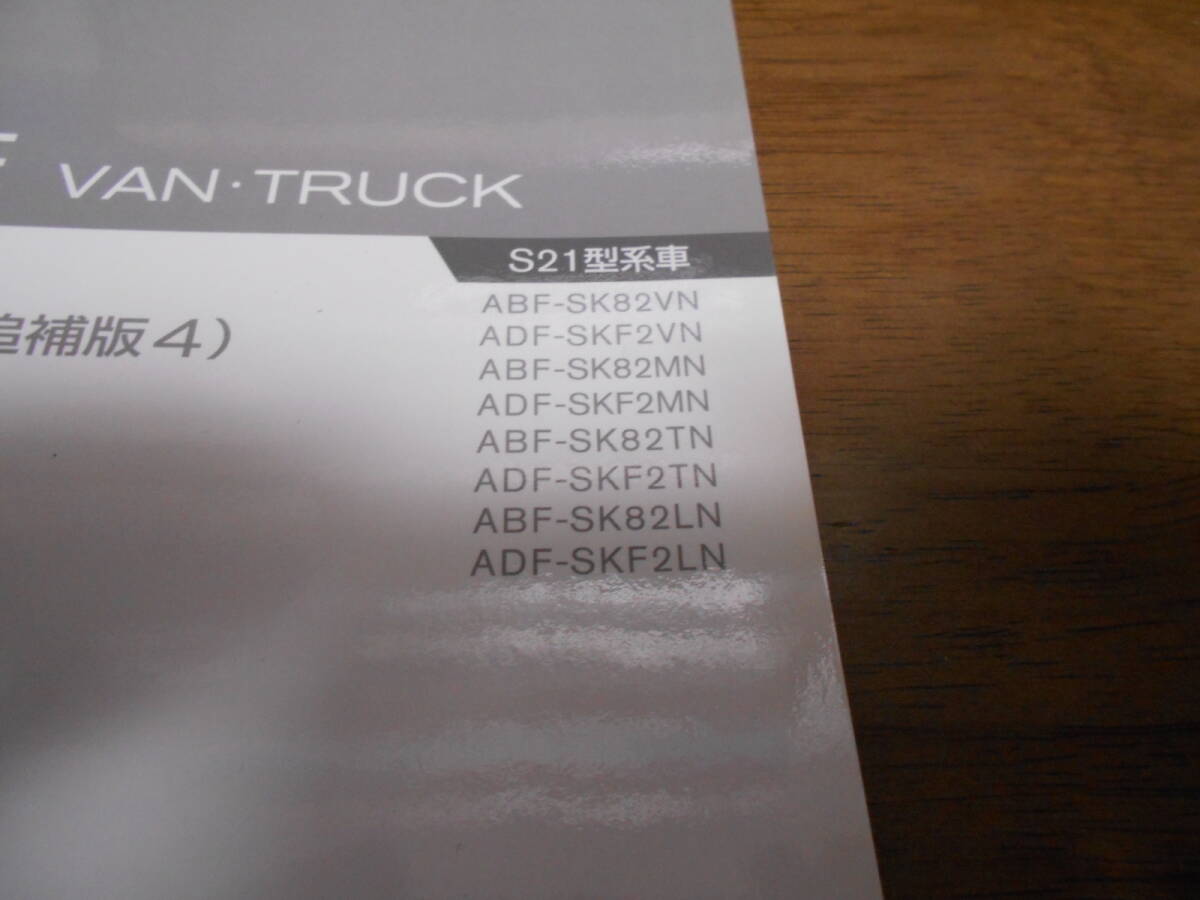 VAN・TRUCK
S21型系車
ABF-SK82VN
追補版4)
ADF-SKF2VN
ABF-SK82MN
ADF-SKF2MN
ABF-SK82TN
ADF-SKF2TN
ABF-SK82LN
ADF-SKF2LN